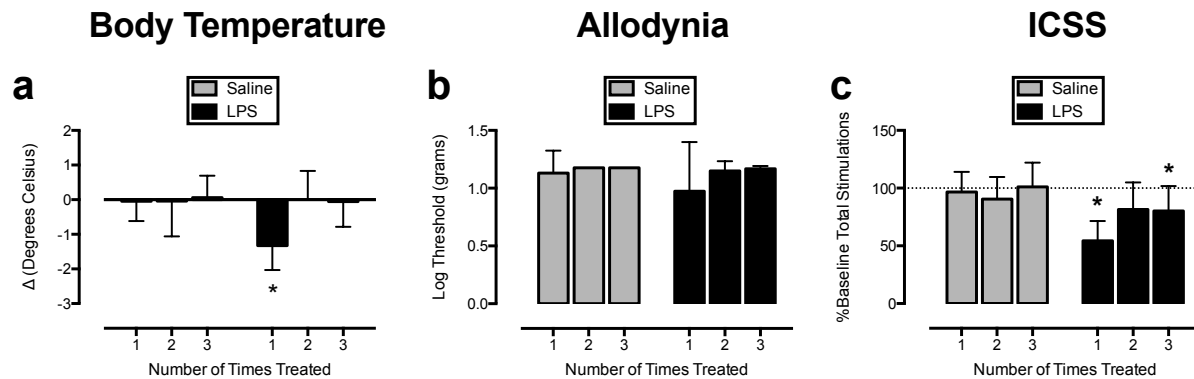 Body Temperature
Allodynia
ICSS
a
Saline
LPS
Δ (Degrees Celsius)
2
1
0
-1
-2
-3
*
1 2 3 1 2 3
Number of Times Treated
b
Saline
LPS
Log Threshold (grams)
1.5
1.0
0.5
0.0
1 2 3 1 2 3
Number of Times Treated
c
Saline
LPS
%Baseline Total Stimulations
150
100
50
0
* *
1 2 3 1 2 3
Number of Times Treated